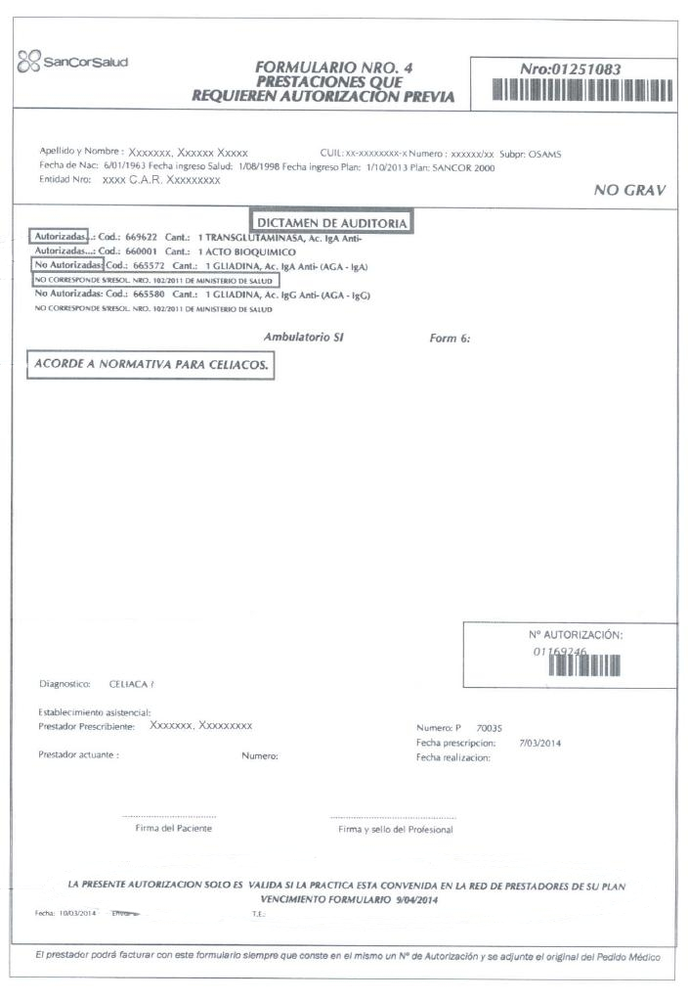 SanCorSalud
FORMULARIO NRO. 4
PRESTACIONES QUE
REQUIEREN AUTORIZACIÓN PREVIA
Nro:01251083
Apellido y Nombre : Xxxxxxx, Xxxxxx Xxxxx CUIL: xx-xxxxxxxx-x Numero : xxxxxx/xx Subpr: OSAMS
Fecha de Nac: 6/01/1963 Fecha ingreso Salud: 1/08/1998 Fecha ingreso Plan: 1/10/2013 Plan: SANCOR 2000
Entidad Nro: xxxx C.A.R. Xxxxxxxxx
NO GRAV
DICTAMEN DE AUDITORIA
Autorizadas...: Cod.: 669622 Cant.: 1 TRANSGLUTAMINASA, Ac. IgA Anti-
Autorizadas...: Cod.: 660001 Cant.: 1 ACTO BIOQUIMICO
No Autorizadas: Cod.: 665572 Cant.: 1 GLIADINA, Ac. IgA Anti- (AGA - IgA)
NO CORRESPONDE S/RESOL. NRO. 102/2011 DE MINISTERIO DE SALUD
No Autorizadas: Cod.: 665580 Cant.: 1 GLIADINA, Ac. IgG Anti- (AGA - IgG)
NO CORRESPONDE S/RESOL. NRO. 102/2011 DE MINISTERIO DE SALUD
Ambulatorio SI Form 6:
ACORDE A NORMATIVA PARA CELIACOS.
Nº AUTORIZACIÓN:
01169246
Diagnostico: CELIACA ?
Establecimiento asistencial:
Prestador Prescribiente: Xxxxxxx, Xxxxxxxxx Numero: P 70035
Fecha prescripcion: 7/03/2014
Prestador actuante : Numero: Fecha realizacion:
Firma del Paciente Firma y sello del Profesional
LA PRESENTE AUTORIZACION SOLO ES VALIDA SI LA PRACTICA ESTA CONVENIDA EN LA RED DE PRESTADORES DE SU PLAN
VENCIMIENTO FORMULARIO 9/04/2014
Fecha: 10/03/2014 T.E.:
El prestador podrá facturar con este formulario siempre que conste en el mismo un Nº de Autorización y se adjunte el original del Pedido Médico